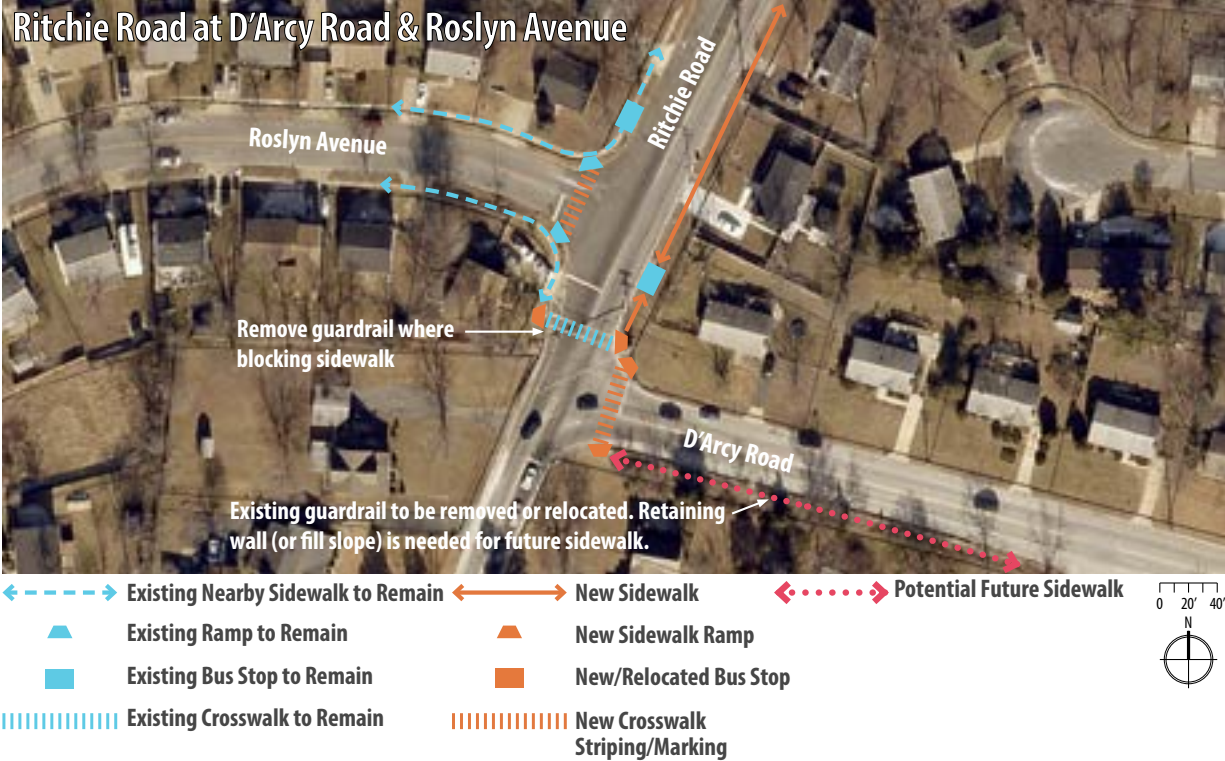 Ritchie Road at D'Arcy Road & Roslyn Avenue
Ritchie Road
Roslyn Avenue
Remove guardrail where
blocking sidewalk
D'Arcy Road
Existing guardrail to be removed or relocated. Retaining
wall (or fill slope) is needed for future sidewalk.
Existing Nearby Sidewalk to Remain
New Sidewalk
Potential Future Sidewalk
0 20' 40'
N
Existing Ramp to Remain
New Sidewalk Ramp
Existing Bus Stop to Remain
New/Relocated Bus Stop
Existing Crosswalk to Remain
New Crosswalk
Striping/Marking